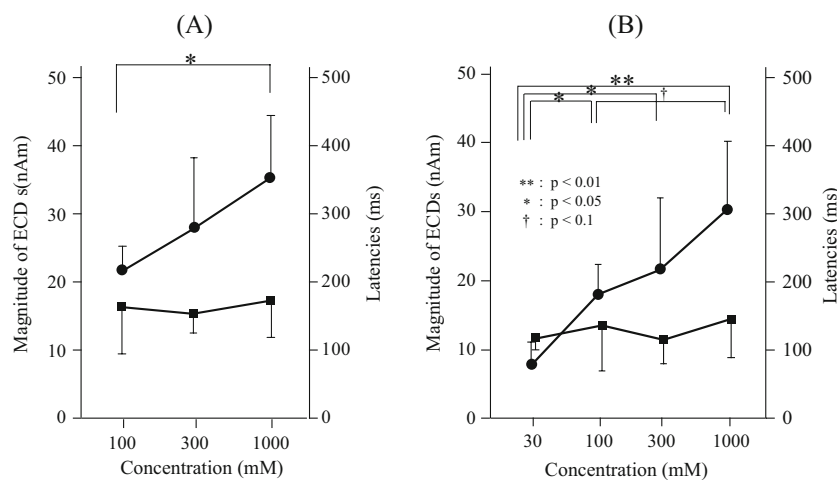 (A)
*
50
40
30
20
10
0
Magnitude of ECD s(nAm)
500
400
300
200
100
0
Latencies (ms)
100 300 1000
Concentration (mM)
(B)
**
*
* †
** : p < 0.01
* : p < 0.05
† : p < 0.1
50
40
30
20
10
0
Magnitude of ECDs (nAm)
500
400
300
200
100
0
Latencies (ms)
30 100 300 1000
Concentration (mM)